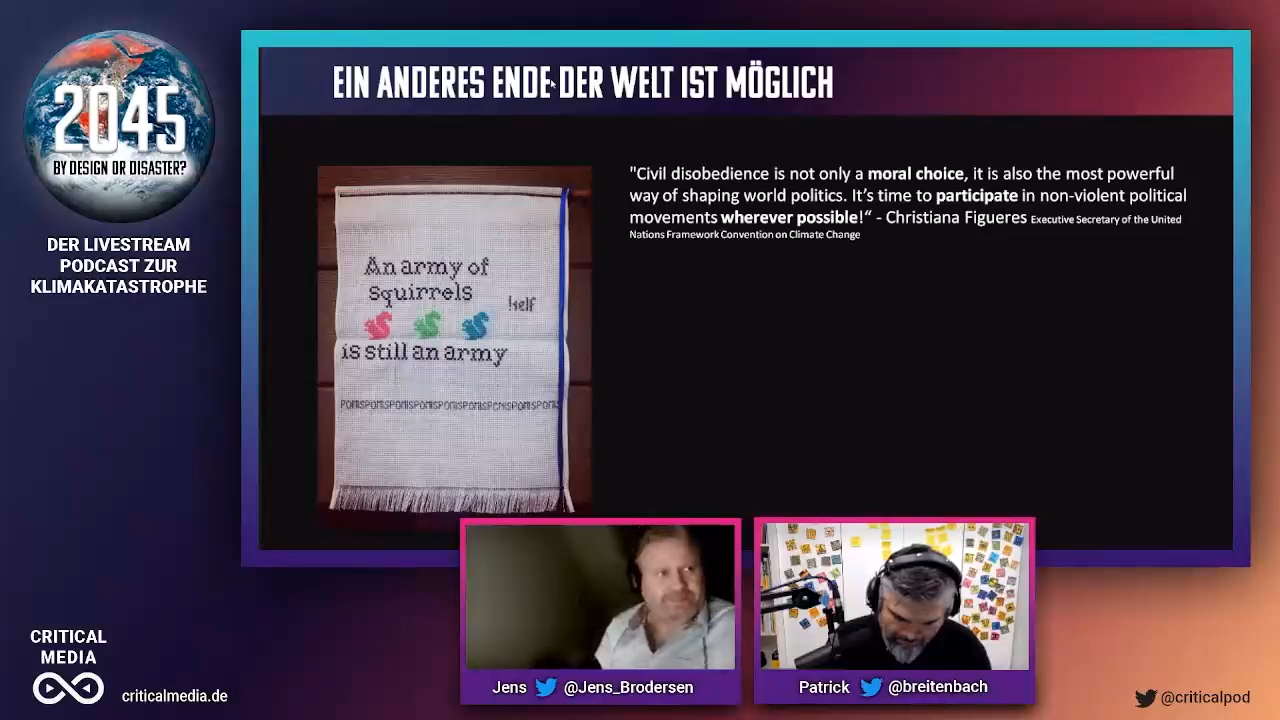 2045
BY DESIGN OR DISASTER?
DER LIVESTREAM
PODCAST ZUR
KLIMAKATASTROPHE
EIN ANDERES ENDE DER WELT IST MÖGLICH
An army of
squirrels
!self
is still an army
"Civil disobedience is not only a moral choice, it is also the most powerful
way of shaping world politics. It’s time to participate in non-violent political
movements wherever possible!“ - Christiana Figueres Executive Secretary of the United
Nations Framework Convention on Climate Change
Jens @Jens_Brodersen
Patrick @breitenbach
CRITICAL
MEDIA
criticalmedia.de
@criticalpod